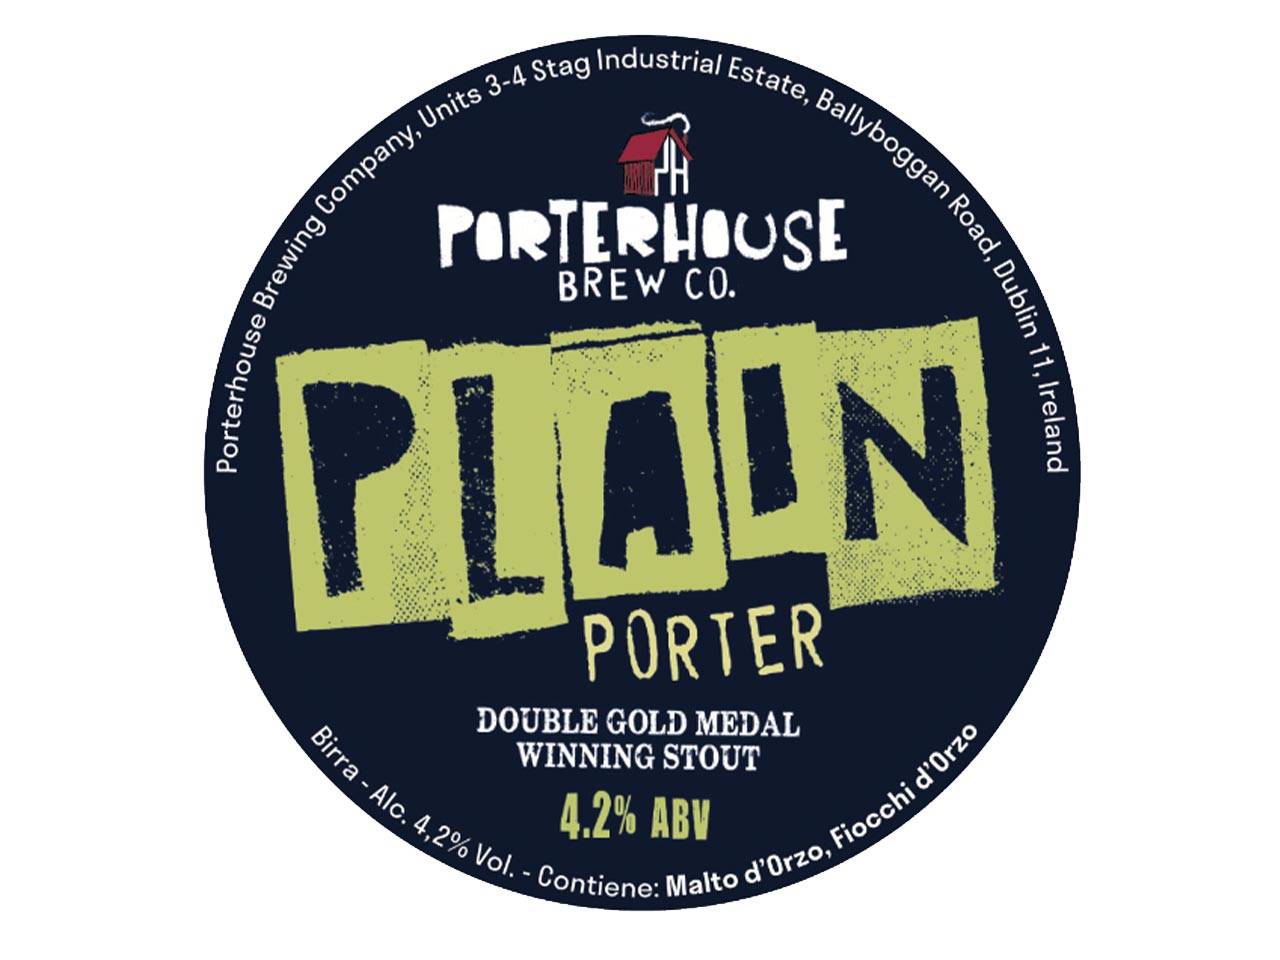 Porterhouse Brewing Company, Units 3-4 Stag Industrial Estate, Ballyboggan Road, Dublin 11, Ireland
PH
PORTERHOUSE
BREW CO.
PLAIN
PORTER
DOUBLE GOLD MEDAL
WINNING STOUT
4.2% ABV
Birra - Alc. 4,2% Vol. - Contiene: Malto d'Orzo, Fiocchi d'Orzo